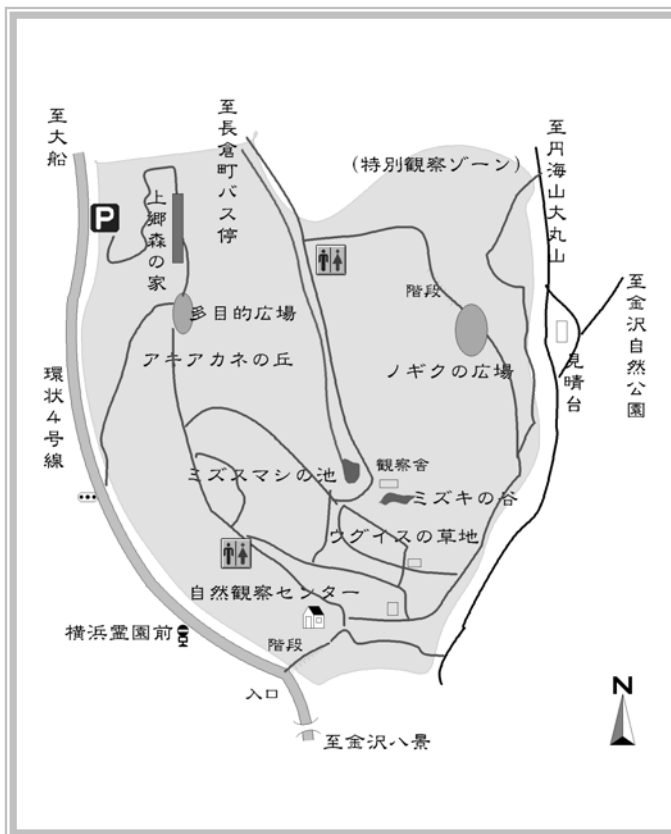 至大船
至長倉町バス停
(特別観察ゾーン)
至円海山大丸山
P
上郷森の家
階段
至金沢自然公園
多目的広場
アキアカネの丘
ノギクの広場
見晴台
環状4号線
ミズスマシの池
観察舎
ミズキの谷
ウグイスの草地
自然観察センター
横浜霊園前
階段
入口
至金沢八景
N